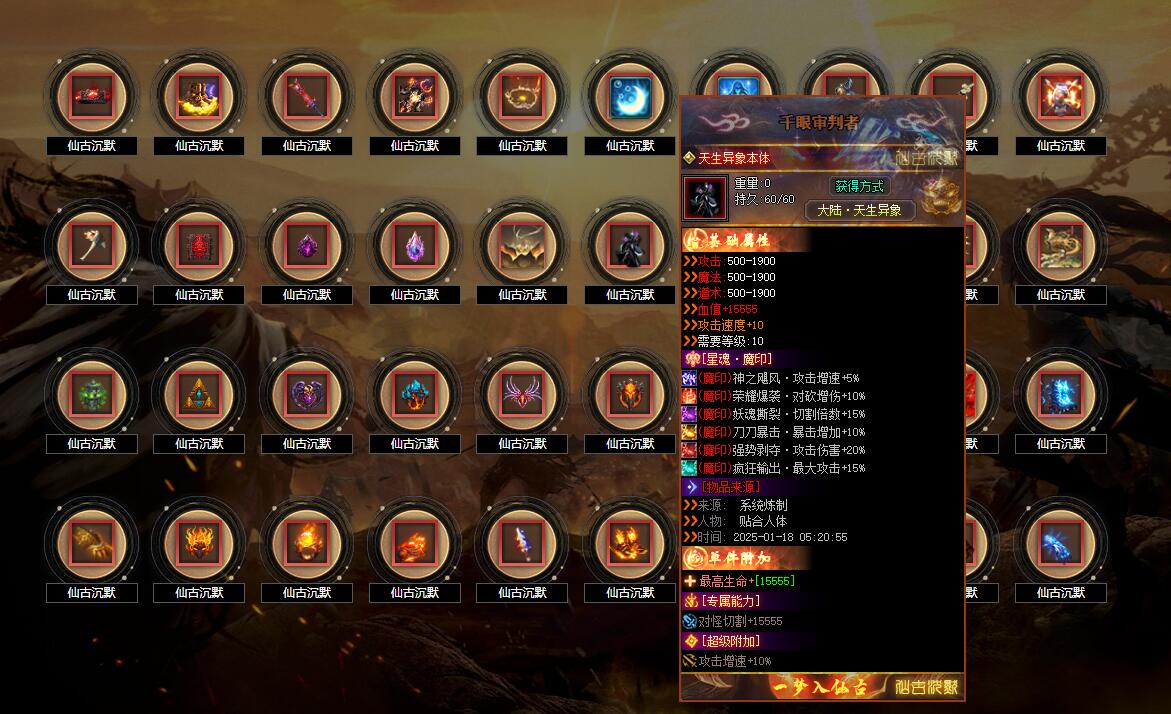 仙古沉默 仙古沉默 仙古沉默 仙古沉默 仙古沉默 仙古沉默 仙古沉默
千眼审判者
天生异象本体 仙古沉默
重量:0
获得方式
持久:60/60
大陆·天生异象
仙古沉默 仙古沉默 仙古沉默 仙古沉默 仙古沉默 仙古沉默 默 仙古沉默
仙古沉默 仙古沉默 仙古沉默 仙古沉默 仙古沉默 仙古沉默 默 仙古沉默
仙古沉默 仙古沉默 仙古沉默 仙古沉默 仙古沉默 仙古沉默 默 仙古沉默
基础属性
攻击:500-1900
魔法:500-1900
道术:500-1900
血值+15555
攻击速度+10
需要等级:10
[星魂·魔印]
(魔印)神之飓风·攻击增速+5%
(魔印)荣耀爆袭·对砍增伤+10%
(魔印)妖魂撕裂·切割倍数+15%
(魔印)刀刀暴击·暴击增加+10%
(魔印)强势剥夺·攻击伤害+20%
(魔印)疯狂输出·最大攻击+15%
[物品来源]
来源: 系统炼制
人物: 贴合人体
时间: 2025-01-18 05:20:55
单件附加
最高生命+[15555]
[专属能力]
对怪切割+15555
[超级附加]
攻击增速+10%
一梦入仙古 仙古沉默